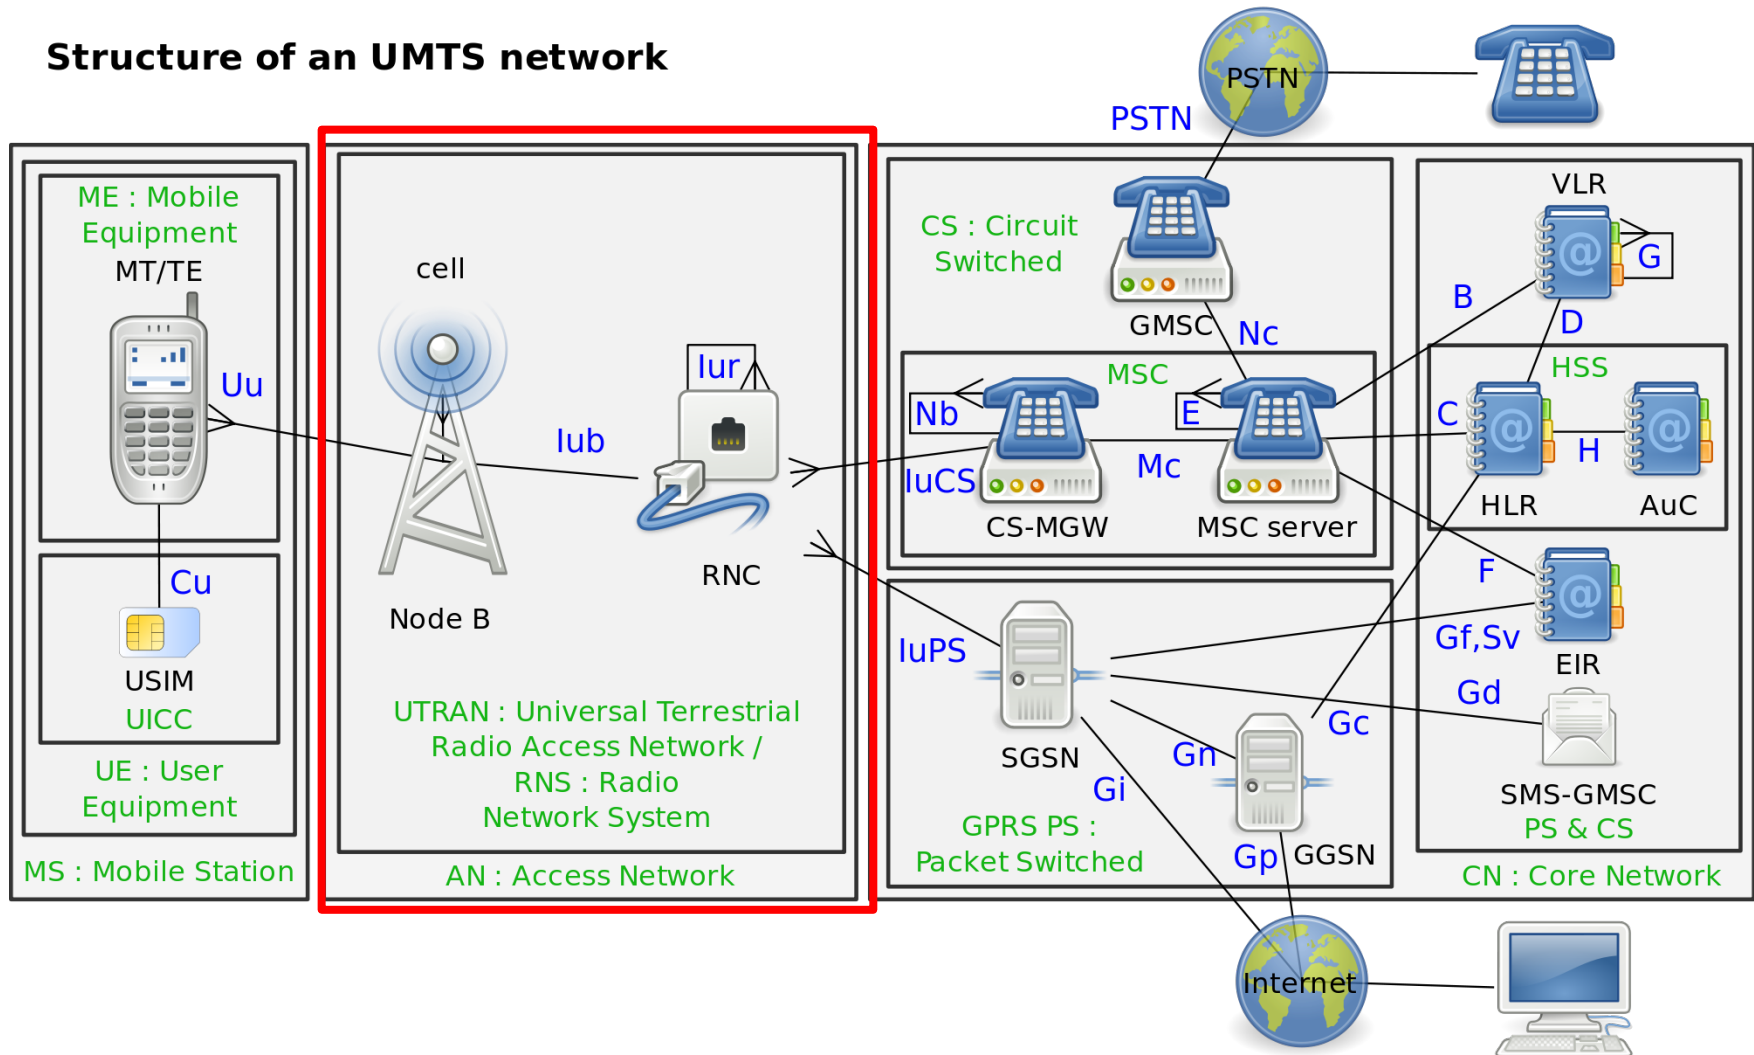 Structure of an UMTS network
PSTN
PSTN
ME : Mobile
Equipment
MT/TE
Uu
Cu
USIM
UICC
UE : User
Equipment
MS : Mobile Station
cell
Iur
Iub
RNC
Node B
UTRAN : Universal Terrestrial
Radio Access Network /
RNS : Radio
Network System
AN : Access Network
CS : Circuit
Switched
GMSC
Nc
MSC
Nb
E
IuCS
Mc
CS-MGW
MSC server
IuPS
SGSN
Gn
Gi
GPRS PS :
Packet Switched
Gp
GGSN
Gc
VLR
G
B
D
HSS
C
H
HLR
AuC
F
Gf,Sv
EIR
Gd
SMS-GMSC
PS & CS
CN : Core Network
Internet
@
@
@
@